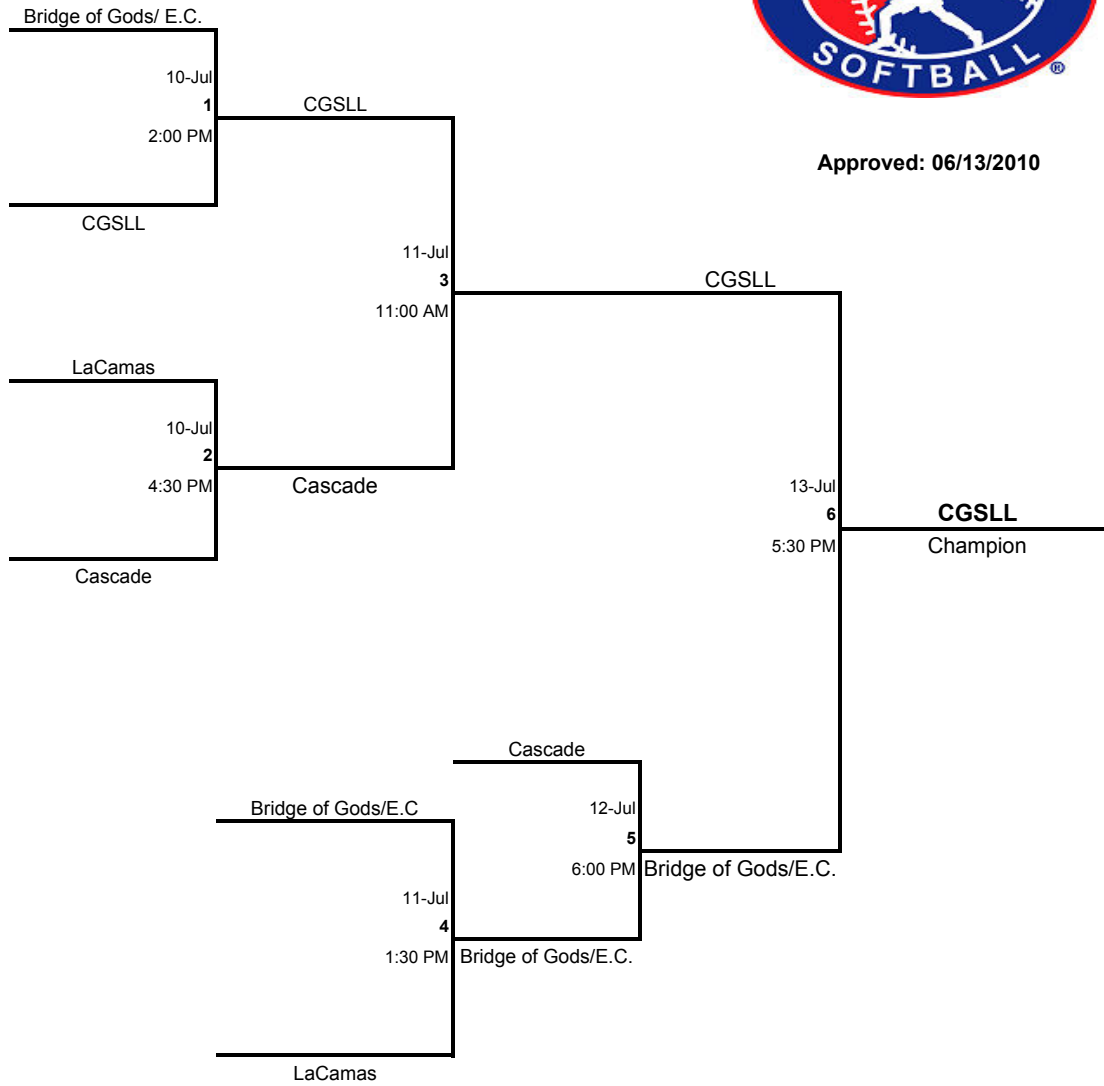 Bridge of Gods/ E.C.
10-Jul
1
2:00 PM
CGSLL
CGSLL
SOFTBALL ®
Approved: 06/13/2010
11-Jul
3
11:00 AM
CGSLL
LaCamas
10-Jul
2
4:30 PM
Cascade
Cascade
13-Jul
6
5:30 PM
CGSLL
Champion
Cascade
12-Jul
5
6:00 PM
Bridge of Gods/E.C.
Bridge of Gods/E.C
11-Jul
4
1:30 PM
Bridge of Gods/E.C.
LaCamas